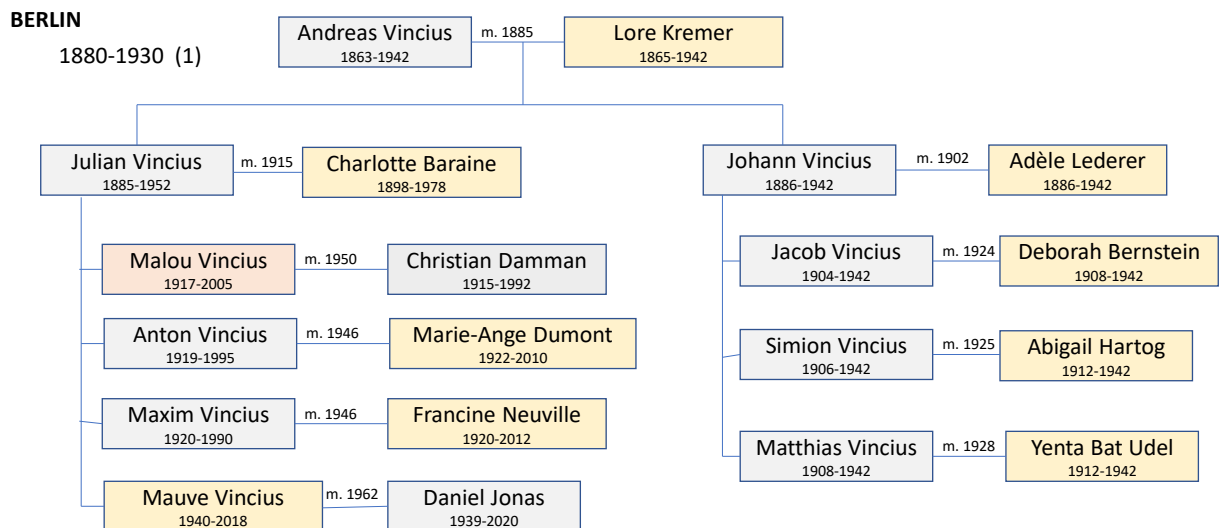 BERLIN
1880-1930 (1)
Andreas Vincius
1863-1942
m. 1885
Lore Kremer
1865-1942
Julian Vincius
1885-1952
m. 1915
Charlotte Baraine
1898-1978
Johann Vincius
1886-1942
m. 1902
Adèle Lederer
1886-1942
Malou Vincius
1917-2005
m. 1950
Christian Damman
1915-1992
Jacob Vincius
1904-1942
m. 1924
Deborah Bernstein
1908-1942
Anton Vincius
1919-1995
m. 1946
Marie-Ange Dumont
1922-2010
Simion Vincius
1906-1942
m. 1925
Abigail Hartog
1912-1942
Maxim Vincius
1920-1990
m. 1946
Francine Neuville
1920-2012
Matthias Vincius
1908-1942
m. 1928
Yenta Bat Udel
1912-1942
Mauve Vincius
1940-2018
m. 1962
Daniel Jonas
1939-2020